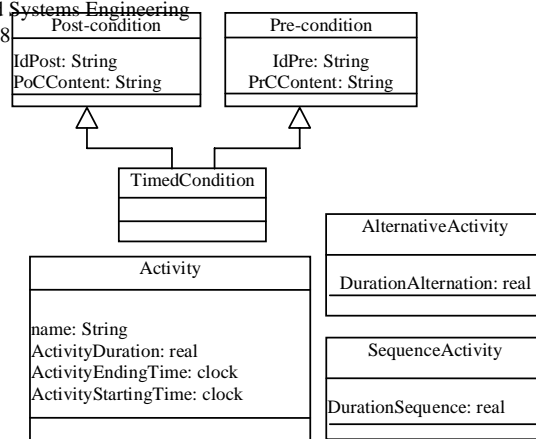 d Systems Engineering
8
Post-condition
IdPost: String
PoCContent: String
Pre-condition
IdPre: String
PrCContent: String
TimedCondition
Activity
name: String
ActivityDuration: real
ActivityEndingTime: clock
ActivityStartingTime: clock
AlternativeActivity
DurationAlternation: real
SequenceActivity
DurationSequence: real